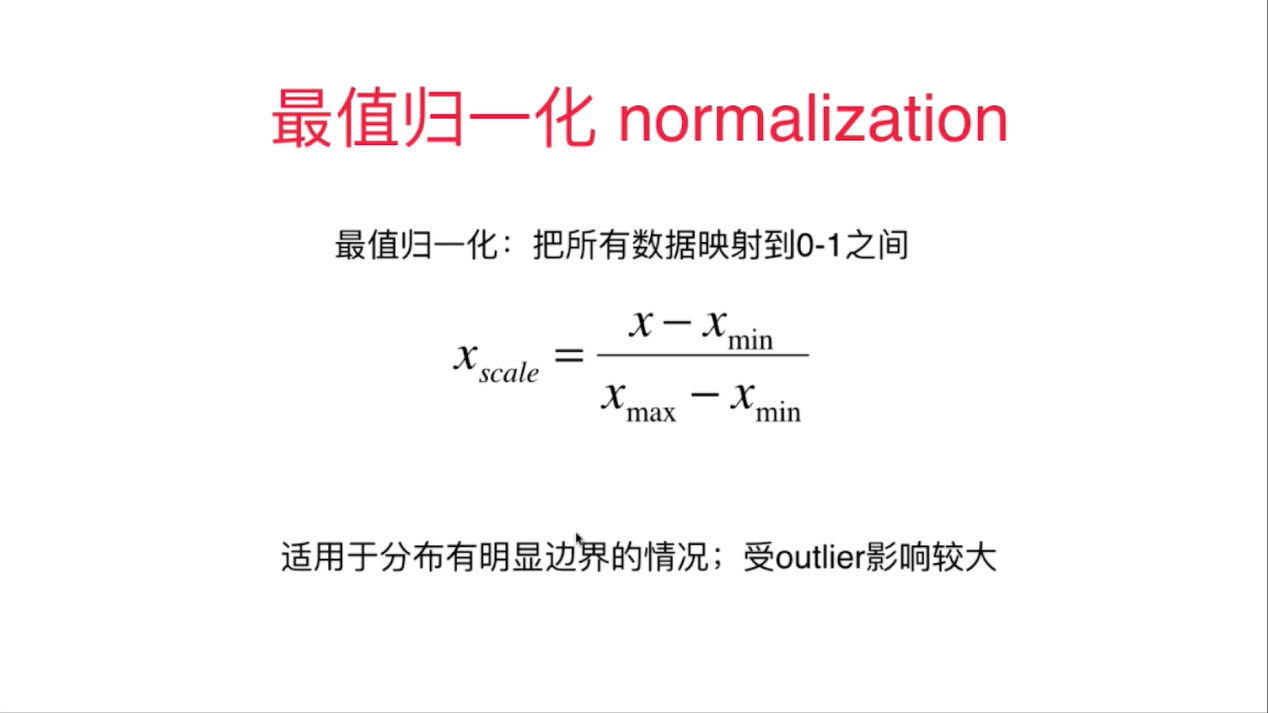 最值归一化 normalization
最值归一化：把所有数据映射到0-1之间
x_scale = (x − x_min) / (x_max − x_min)
适用于分布有明显边界的情况；受outlier影响较大